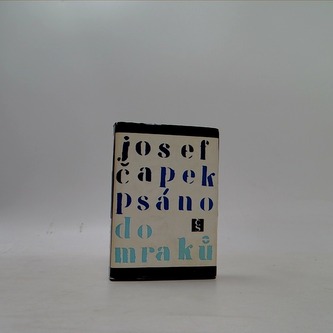 josef
čapek
psáno
do
mraků